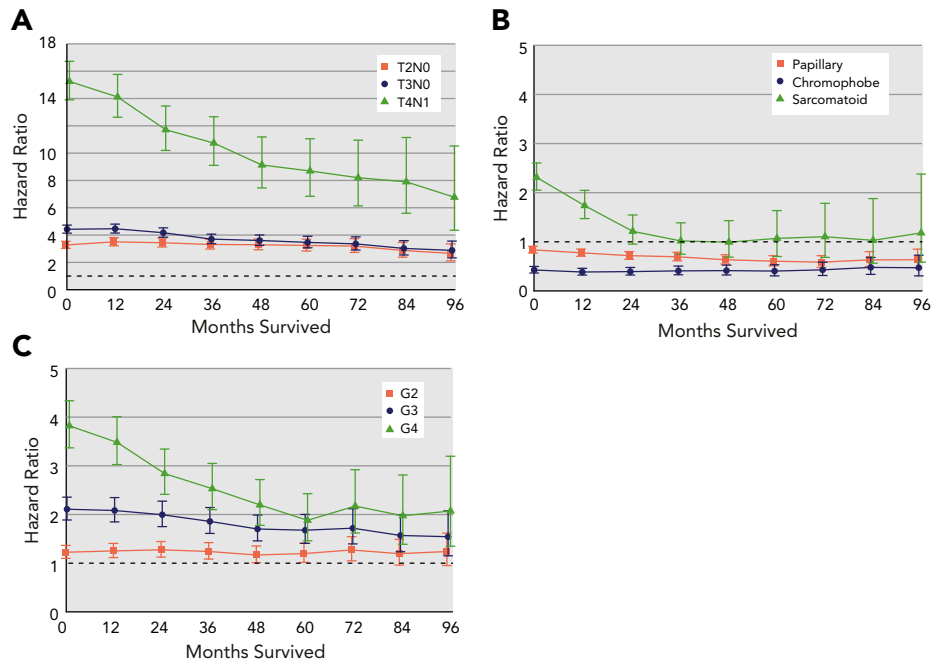 A
18
16
14
12
10
8
6
4
2
0
Hazard Ratio
T2N0
T3N0
T4N1
0 12 24 36 48 60 72 84 96
Months Survived
B
5
4
3
2
1
0
Hazard Ratio
Papillary
Chromophobe
Sarcomatoid
0 12 24 36 48 60 72 84 96
Months Survived
C
5
4
3
2
1
0
Hazard Ratio
G2
G3
G4
0 12 24 36 48 60 72 84 96
Months Survived